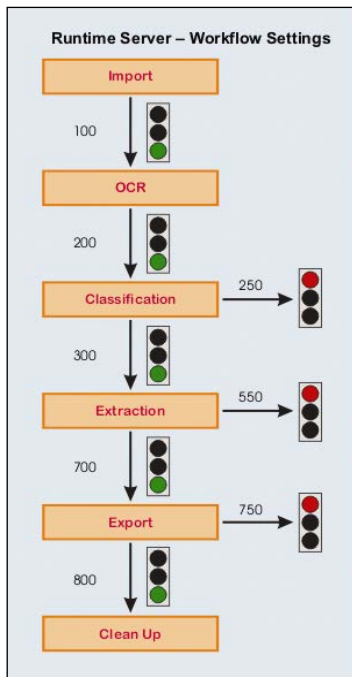 Runtime Server – Workflow Settings
Import
100
OCR
200
Classification
250
300
Extraction
550
700
Export
750
800
Clean Up